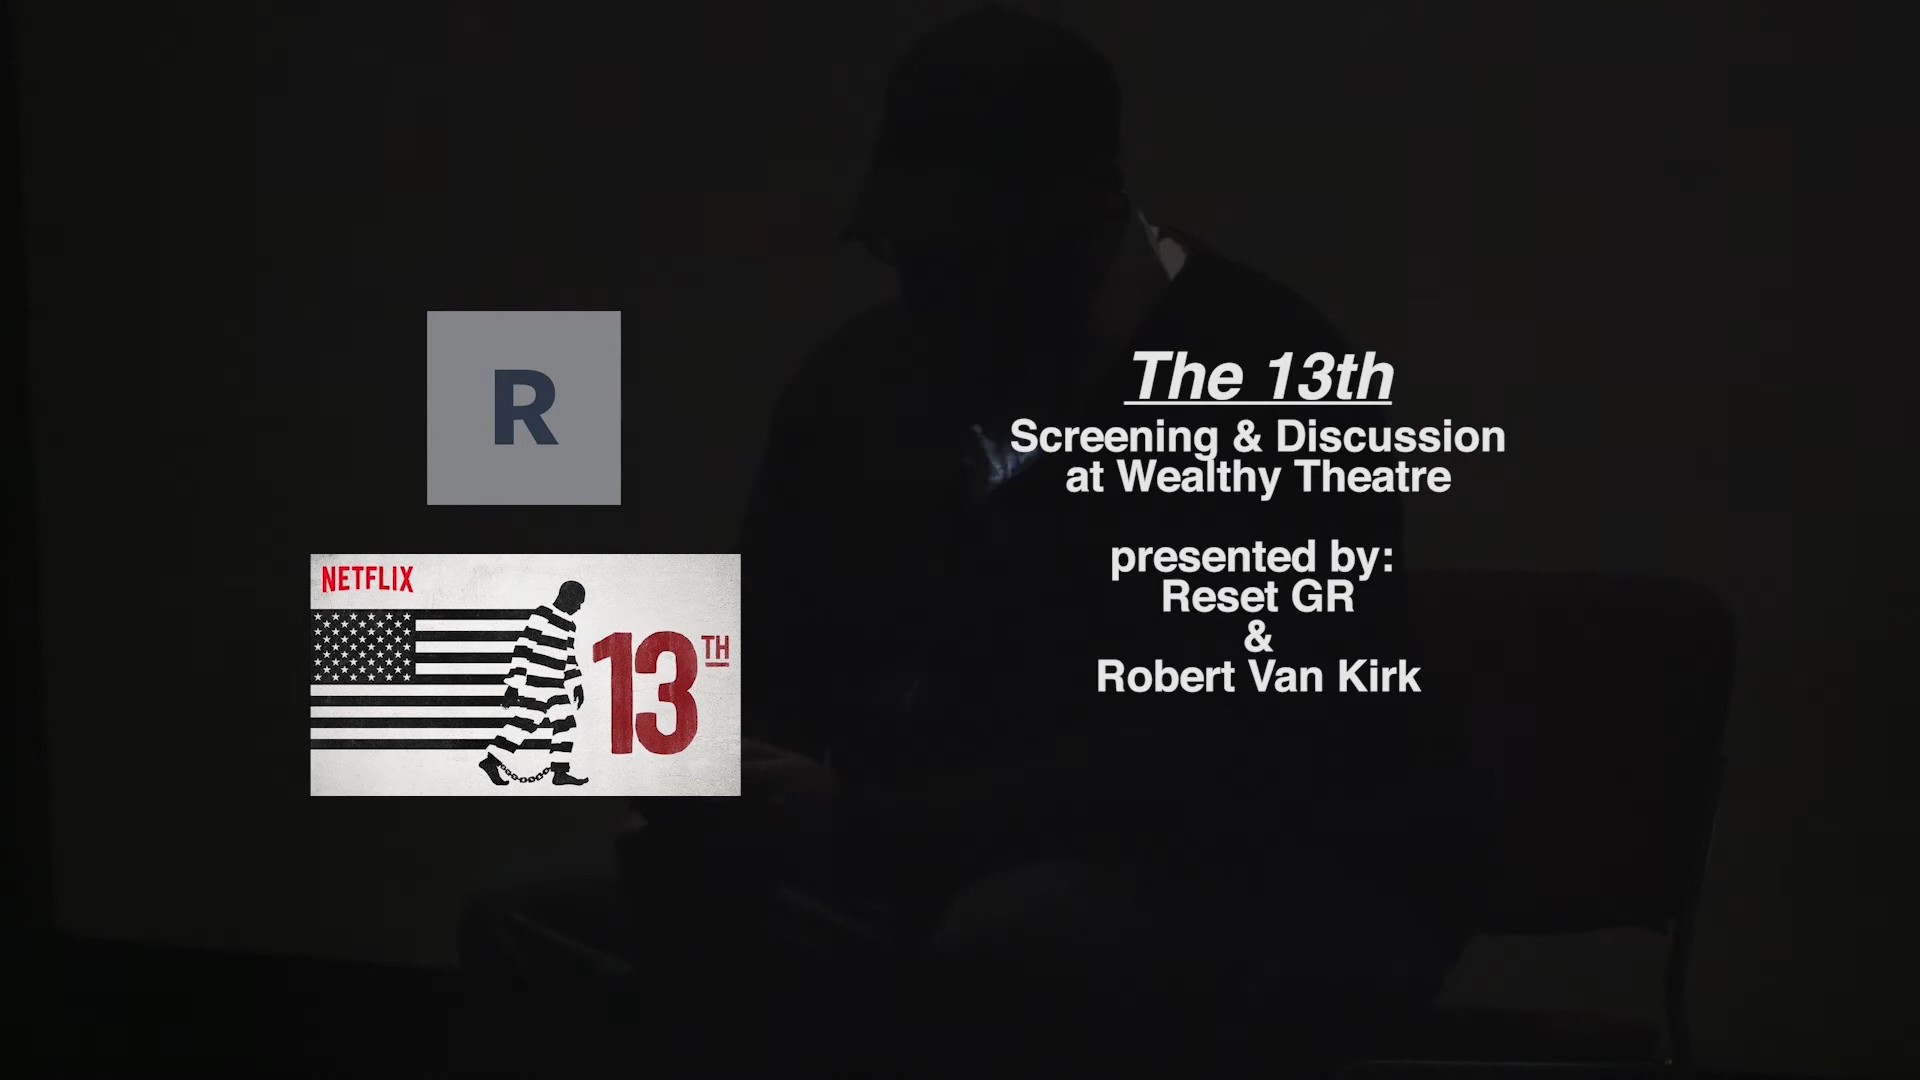 R
NETFLIX
13TH
The 13th
Screening & Discussion
at Wealthy Theatre
presented by:
Reset GR
&
Robert Van Kirk